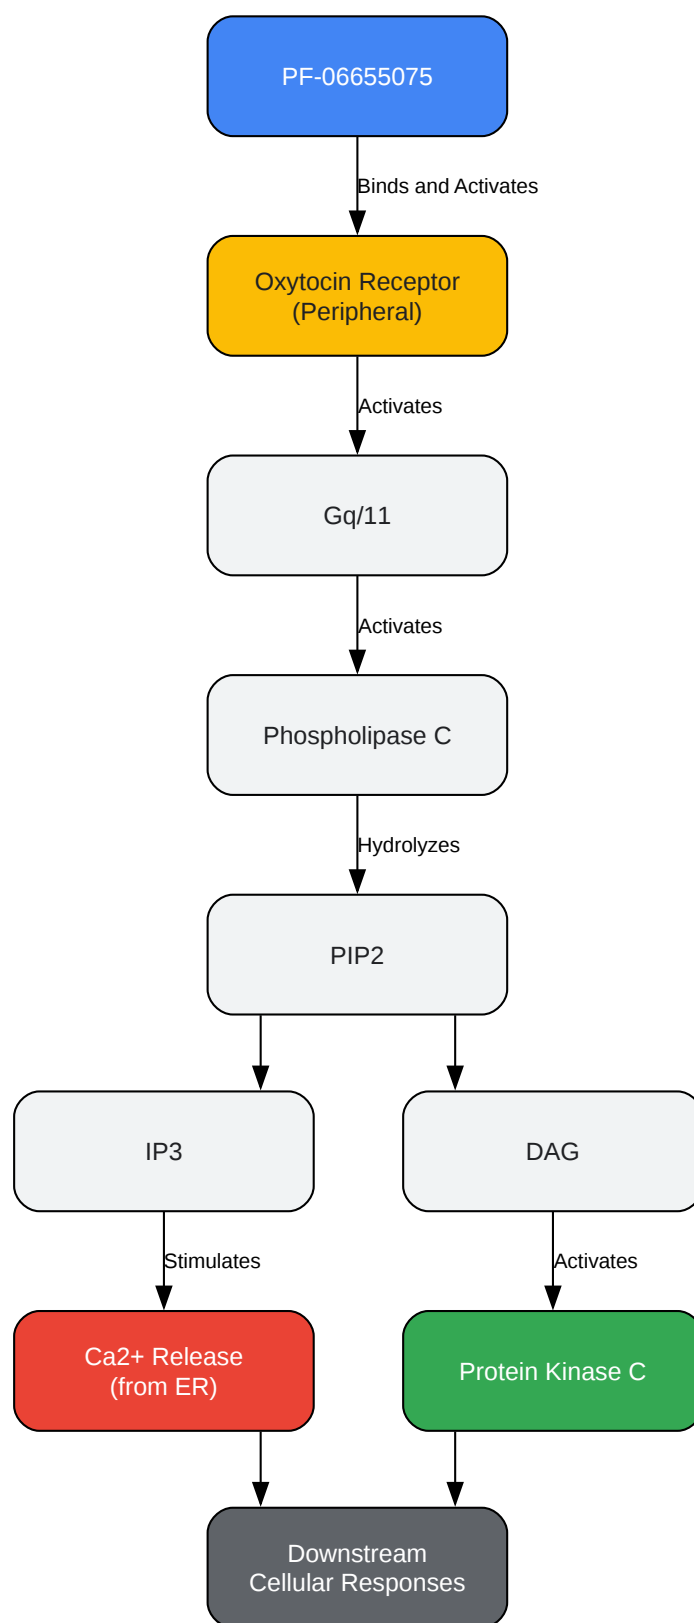 PF-06655075
Binds and Activates
Oxytocin Receptor
(Peripheral)
Activates
Gq/11
Activates
Phospholipase C
Hydrolyzes
PIP2
IP3
DAG
Stimulates
Activates
Ca2+ Release
(from ER)
Protein Kinase C
Downstream
Cellular Responses